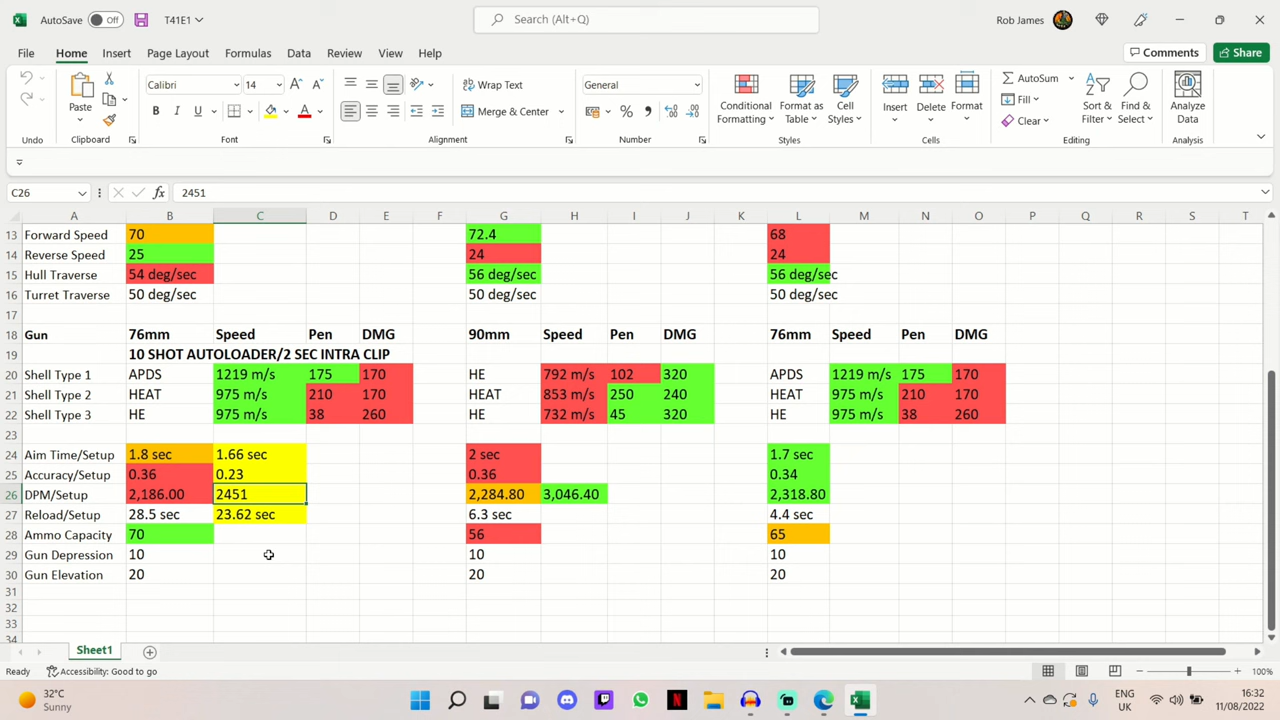 AutoSave Off T41E1 Search (Alt+Q) Rob James
File Home Insert Page Layout Formulas Data Review View Help Comments Share
Undo
Paste
Clipboard
Calibri 14
B I U A
Font
Wrap Text
Merge & Center
Alignment
General
Number
Conditional Formatting
Format as Table
Cell Styles
Styles
Insert Delete Format
Cells
AutoSum
Fill
Clear
Sort & Filter
Find & Select
Editing
Analyze Data
Analysis
C26 fx 2451
A B C D E F G H I J K L M N O P Q R S T
13 Forward Speed 70 72.4 68
14 Reverse Speed 25 24 24
15 Hull Traverse 54 deg/sec 56 deg/sec 56 deg/sec
16 Turret Traverse 50 deg/sec 50 deg/sec 50 deg/sec
17
18 Gun 76mm Speed Pen DMG 90mm Speed Pen DMG 76mm Speed Pen DMG
19 10 SHOT AUTOLOADER/2 SEC INTRA CLIP
20 Shell Type 1 APDS 1219 m/s 175 170 HE 792 m/s 102 320 APDS 1219 m/s 175 170
21 Shell Type 2 HEAT 975 m/s 210 170 HEAT 853 m/s 250 240 HEAT 975 m/s 210 170
22 Shell Type 3 HE 975 m/s 38 260 HE 732 m/s 45 320 HE 975 m/s 38 260
23
24 Aim Time/Setup 1.8 sec 1.66 sec 2 sec 1.7 sec
25 Accuracy/Setup 0.36 0.23 0.36 0.34
26 DPM/Setup 2,186.00 2451 2,284.80 3,046.40 2,318.80
27 Reload/Setup 28.5 sec 23.62 sec 6.3 sec 4.4 sec
28 Ammo Capacity 70 56 65
29 Gun Depression 10 10 10
30 Gun Elevation 20 20 20
31
32
33
34
Sheet1
Ready Accessibility: Good to go 100%
32°C
Sunny
ENG
UK
16:32
11/08/2022